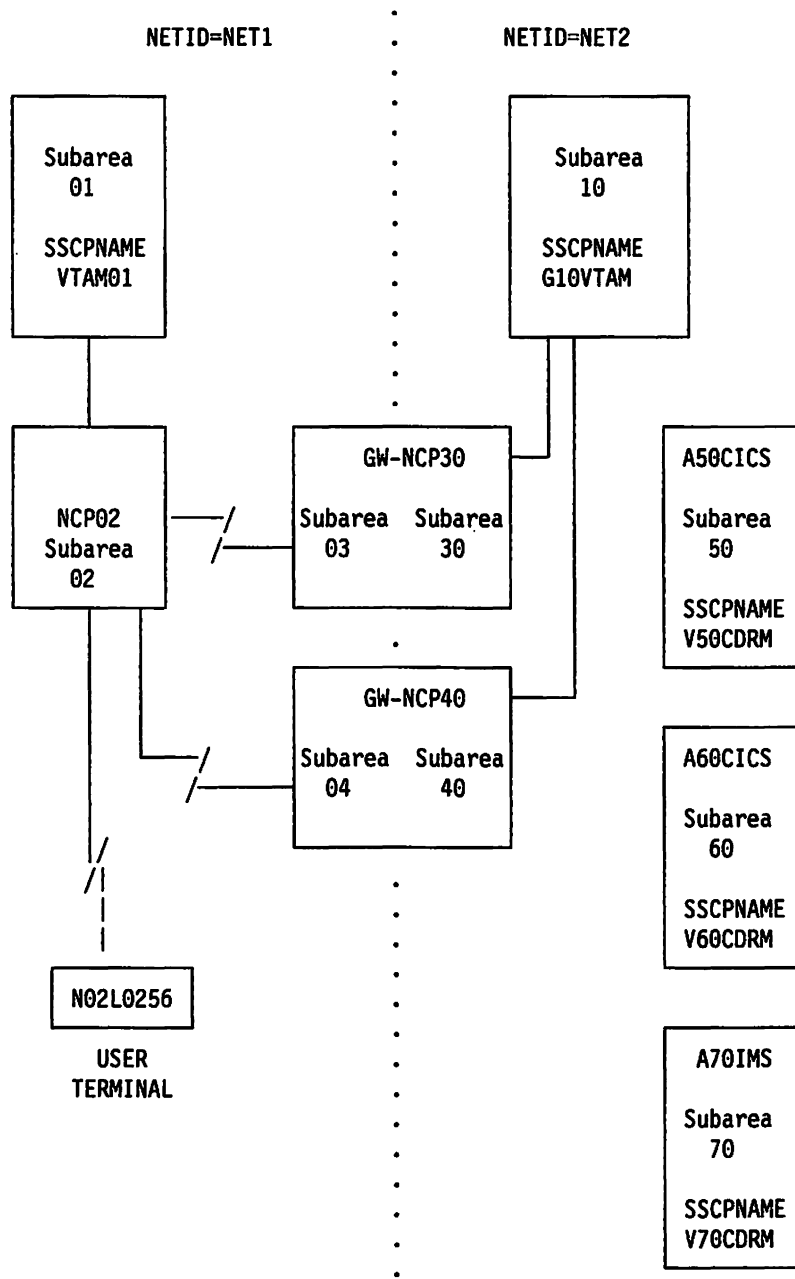 NETID=NET1
NETID=NET2
Subarea
01
SSCPNAME
VTAM01
Subarea
10
SSCPNAME
G10VTAM
NCP02
Subarea
02
GW-NCP30
Subarea Subarea
03 30
A50CICS
Subarea
50
SSCPNAME
V50CDRM
GW-NCP40
Subarea Subarea
04 40
A60CICS
Subarea
60
SSCPNAME
V60CDRM
N02L0256
USER
TERMINAL
A70IMS
Subarea
70
SSCPNAME
V70CDRM